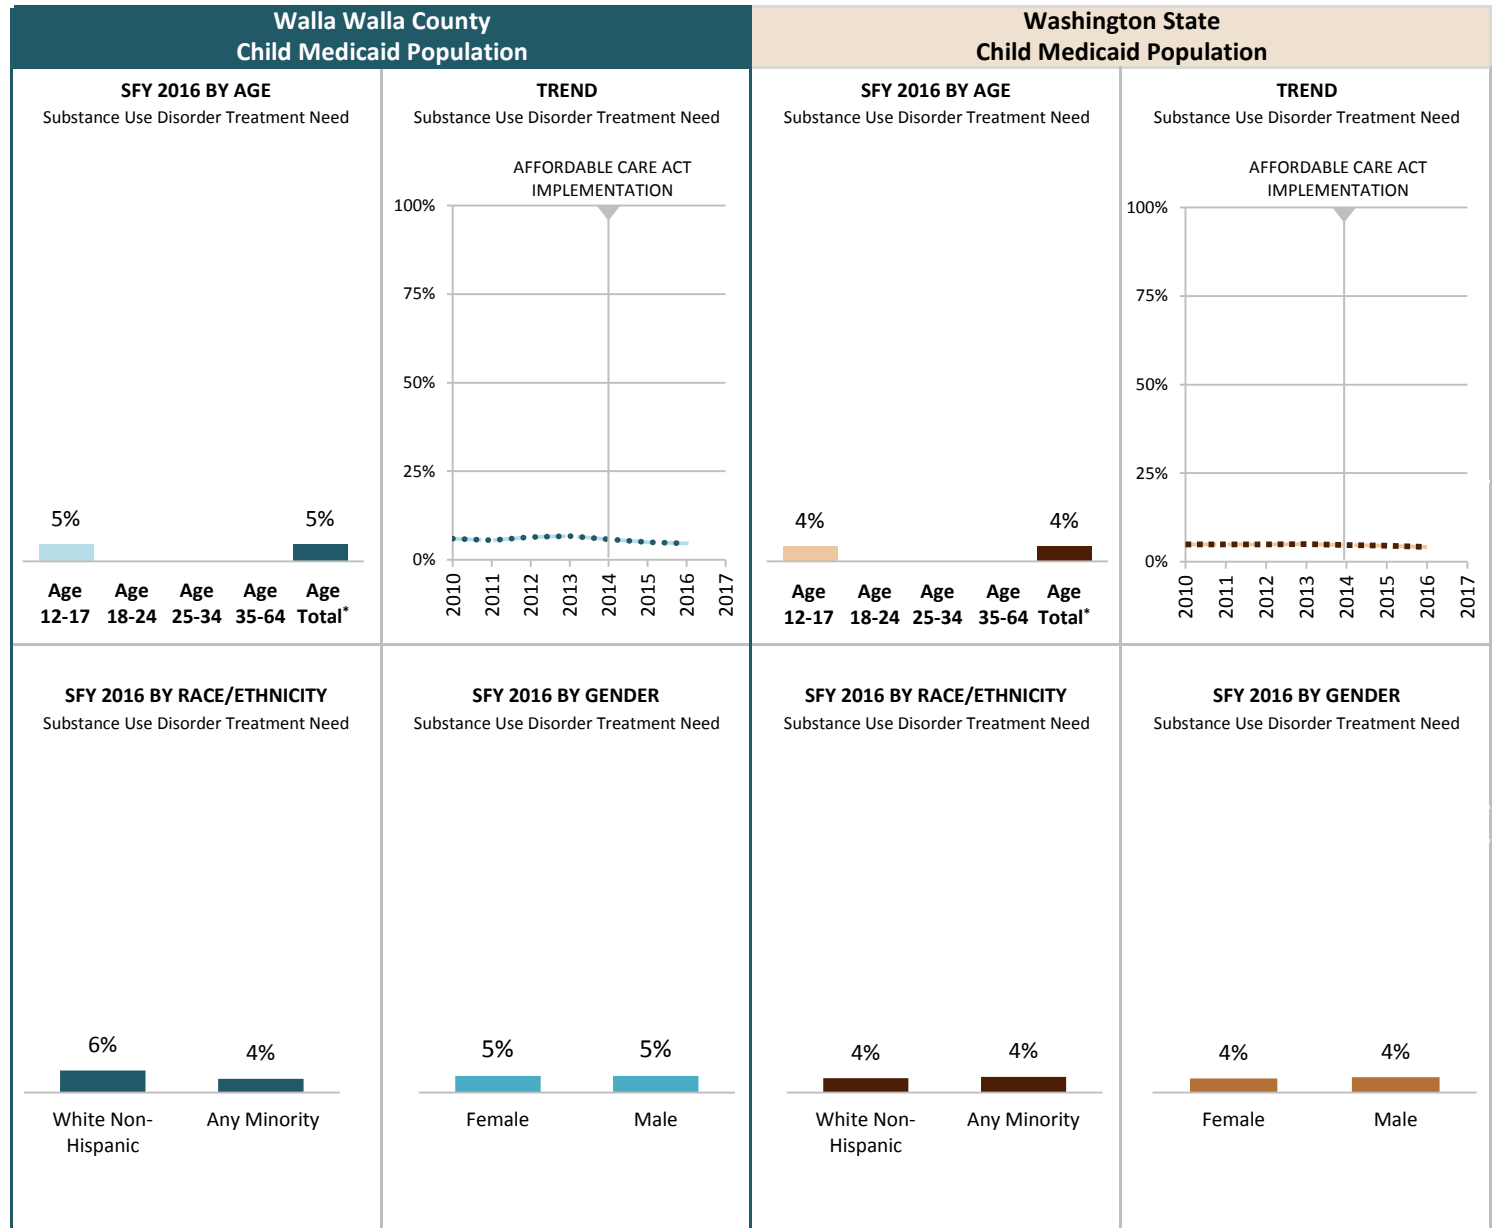 Walla Walla County
Child Medicaid Population
Washington State
Child Medicaid Population
SFY 2016 BY AGE
Substance Use Disorder Treatment Need
5%
5%
Age Age Age Age Age
12-17 18-24 25-34 35-64 Total*
TREND
Substance Use Disorder Treatment Need
AFFORDABLE CARE ACT
IMPLEMENTATION
100%
75%
50%
25%
0%
2010
2011
2012
2013
2014
2015
2016
2017
SFY 2016 BY AGE
Substance Use Disorder Treatment Need
4%
4%
Age Age Age Age Age
12-17 18-24 25-34 35-64 Total*
TREND
Substance Use Disorder Treatment Need
AFFORDABLE CARE ACT
IMPLEMENTATION
100%
75%
50%
25%
0%
2010
2011
2012
2013
2014
2015
2016
2017
SFY 2016 BY RACE/ETHNICITY
Substance Use Disorder Treatment Need
6%
4%
White Non-
Hispanic
Any Minority
SFY 2016 BY GENDER
Substance Use Disorder Treatment Need
5%
5%
Female
Male
SFY 2016 BY RACE/ETHNICITY
Substance Use Disorder Treatment Need
4%
4%
White Non-
Hispanic
Any Minority
SFY 2016 BY GENDER
Substance Use Disorder Treatment Need
4%
4%
Female
Male